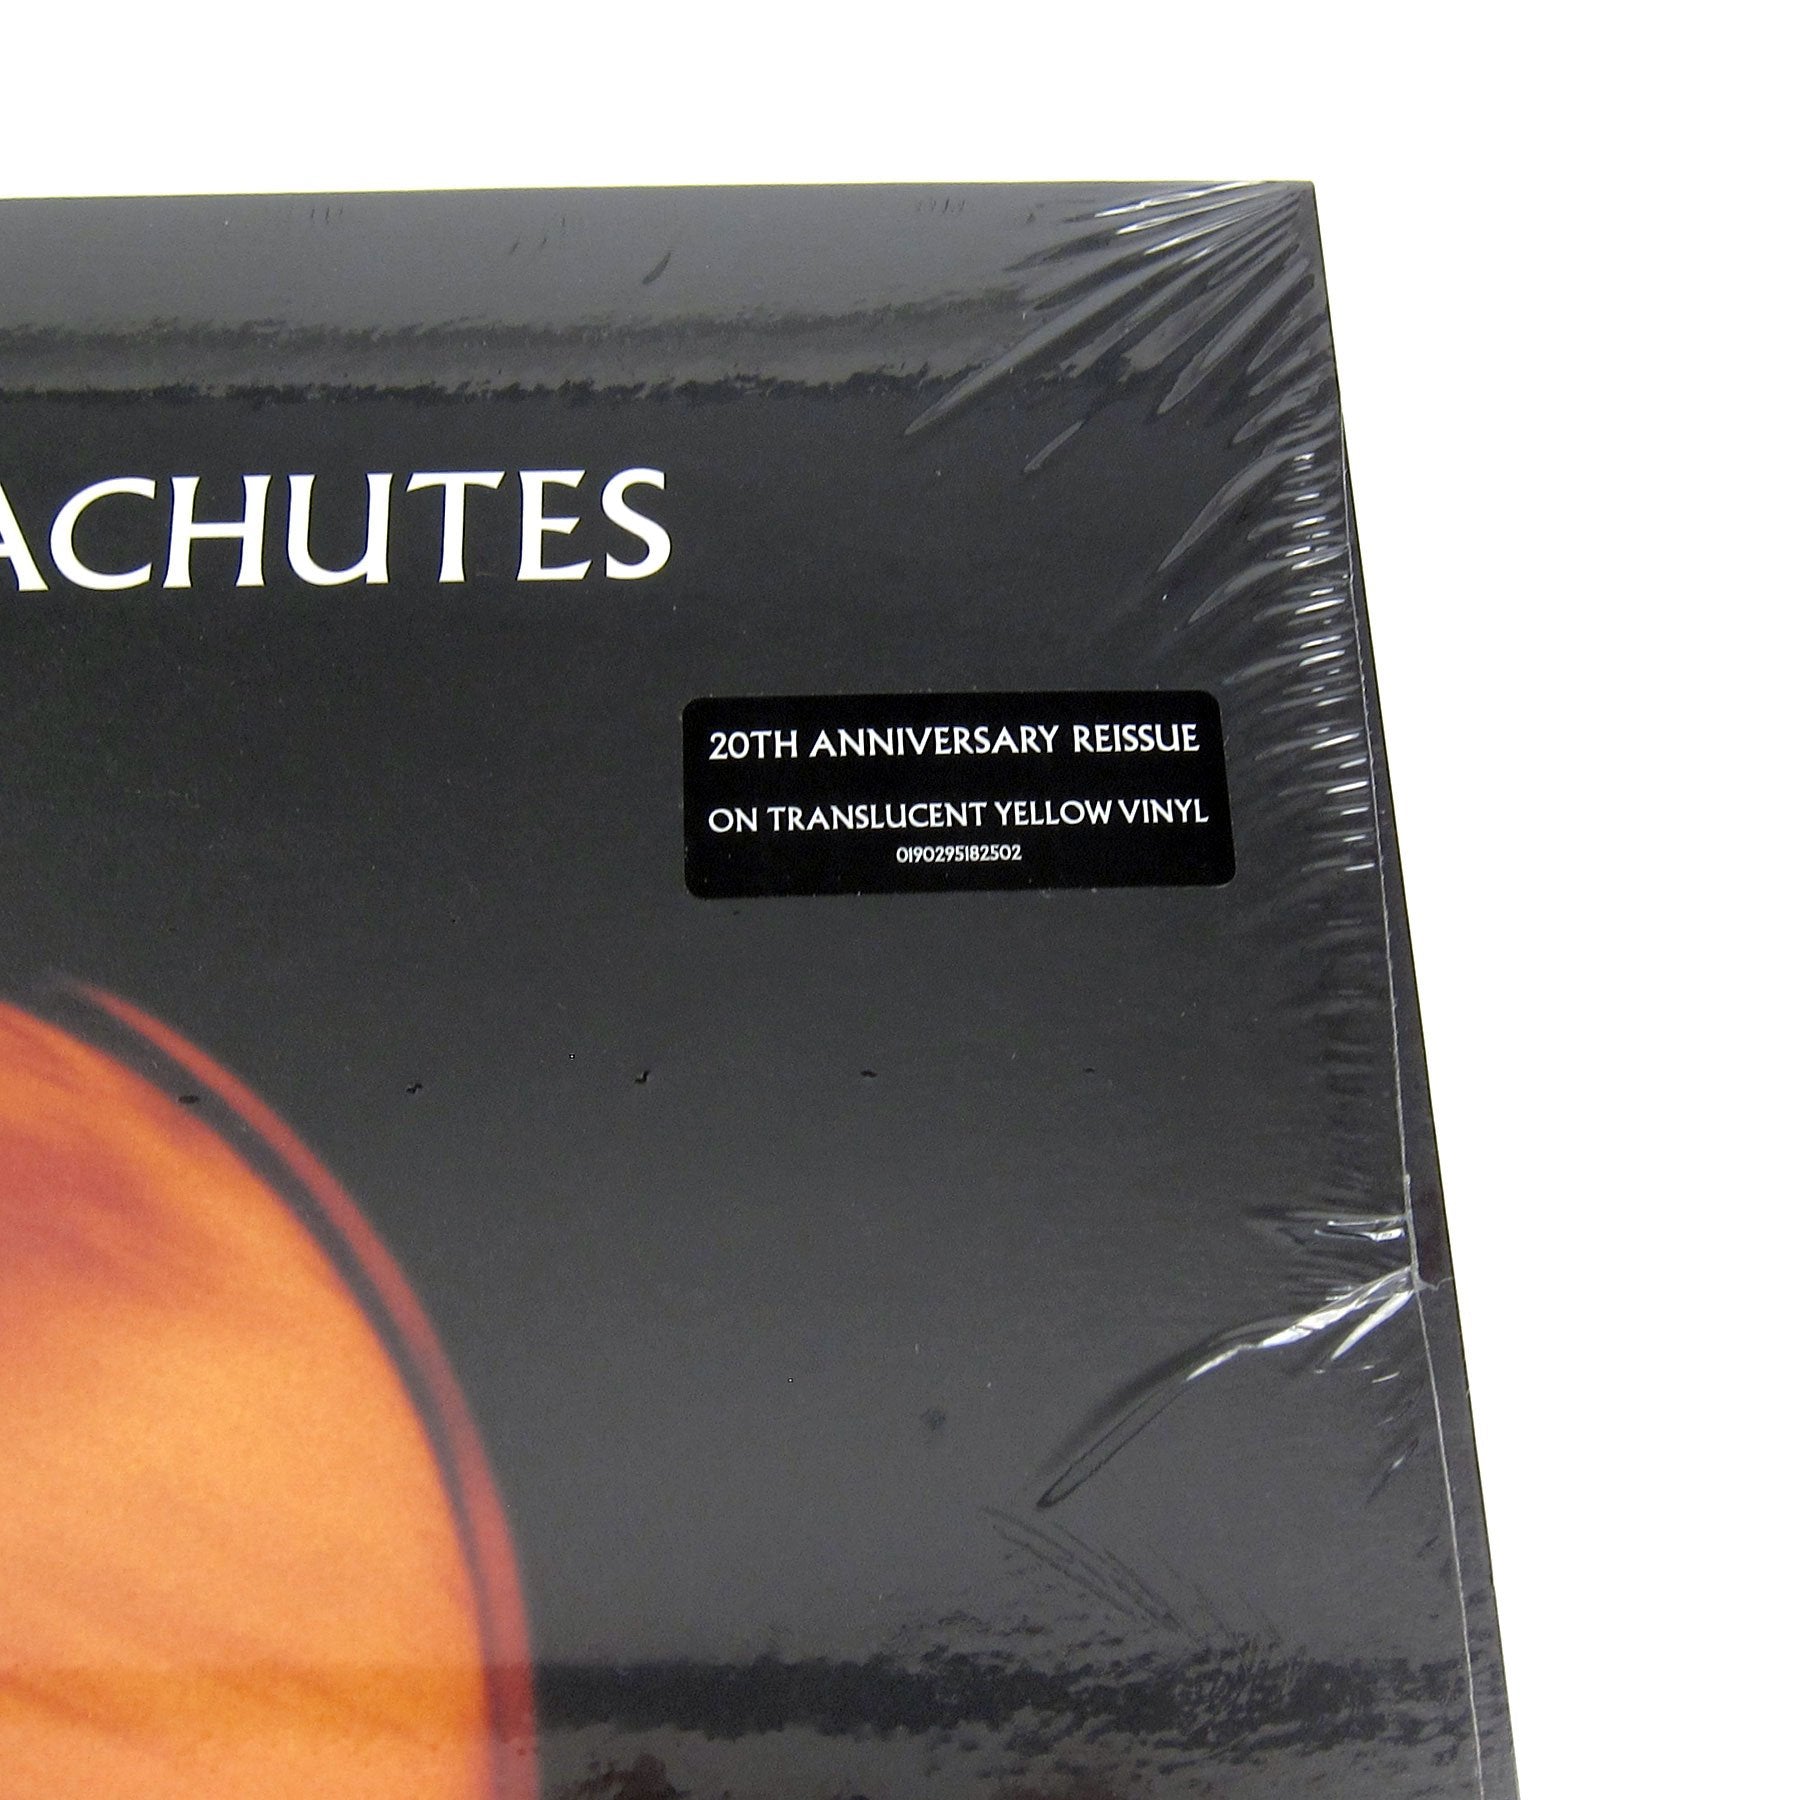 ACHUTES
20TH ANNIVERSARY REISSUE
ON TRANSLUCENT YELLOW VINYL
0190295182502